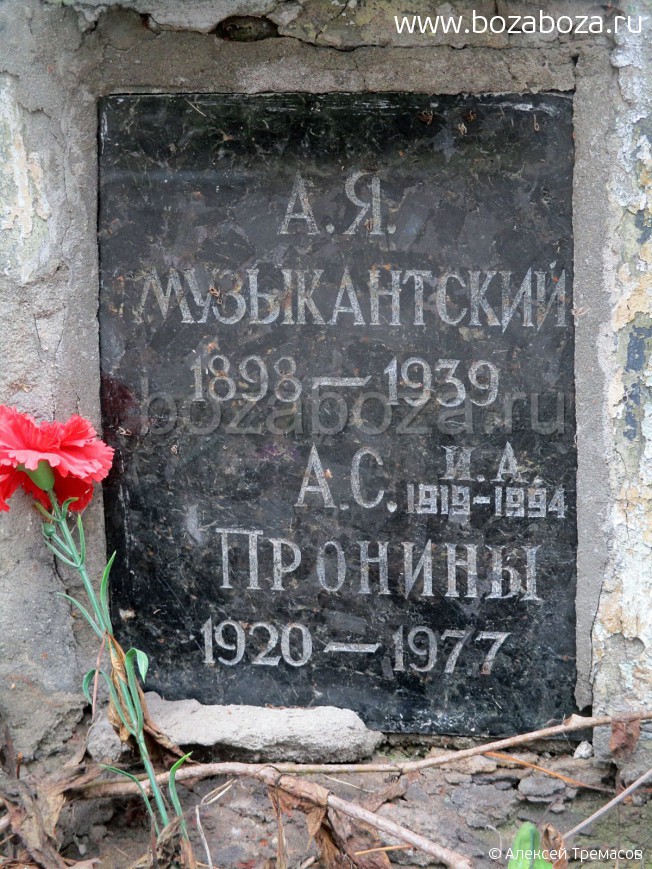 www.bozaboza.ru
А.Я.
МУЗЫКАНТСКИЙ
1898—1939
bozaboza.ru
А.С. И.А.
1919-1994
ПРОНИНЫ
1920—1977
© Алексей Тремасов